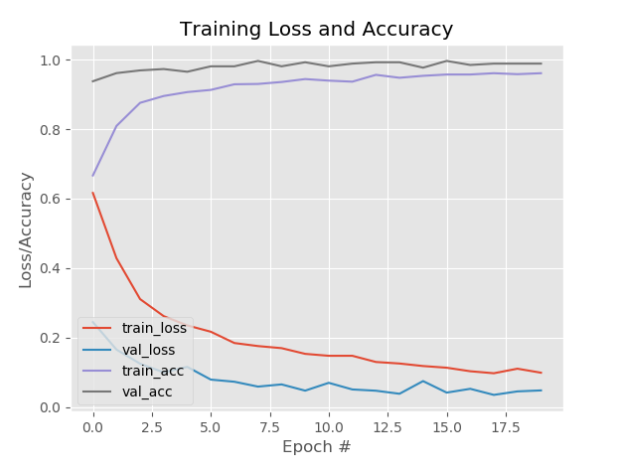 Training Loss and Accuracy
1.0
0.8
0.6
0.4
0.2
0.0
Loss/Accuracy
train_loss
val_loss
train_acc
val_acc
0.0 2.5 5.0 7.5 10.0 12.5 15.0 17.5
Epoch #